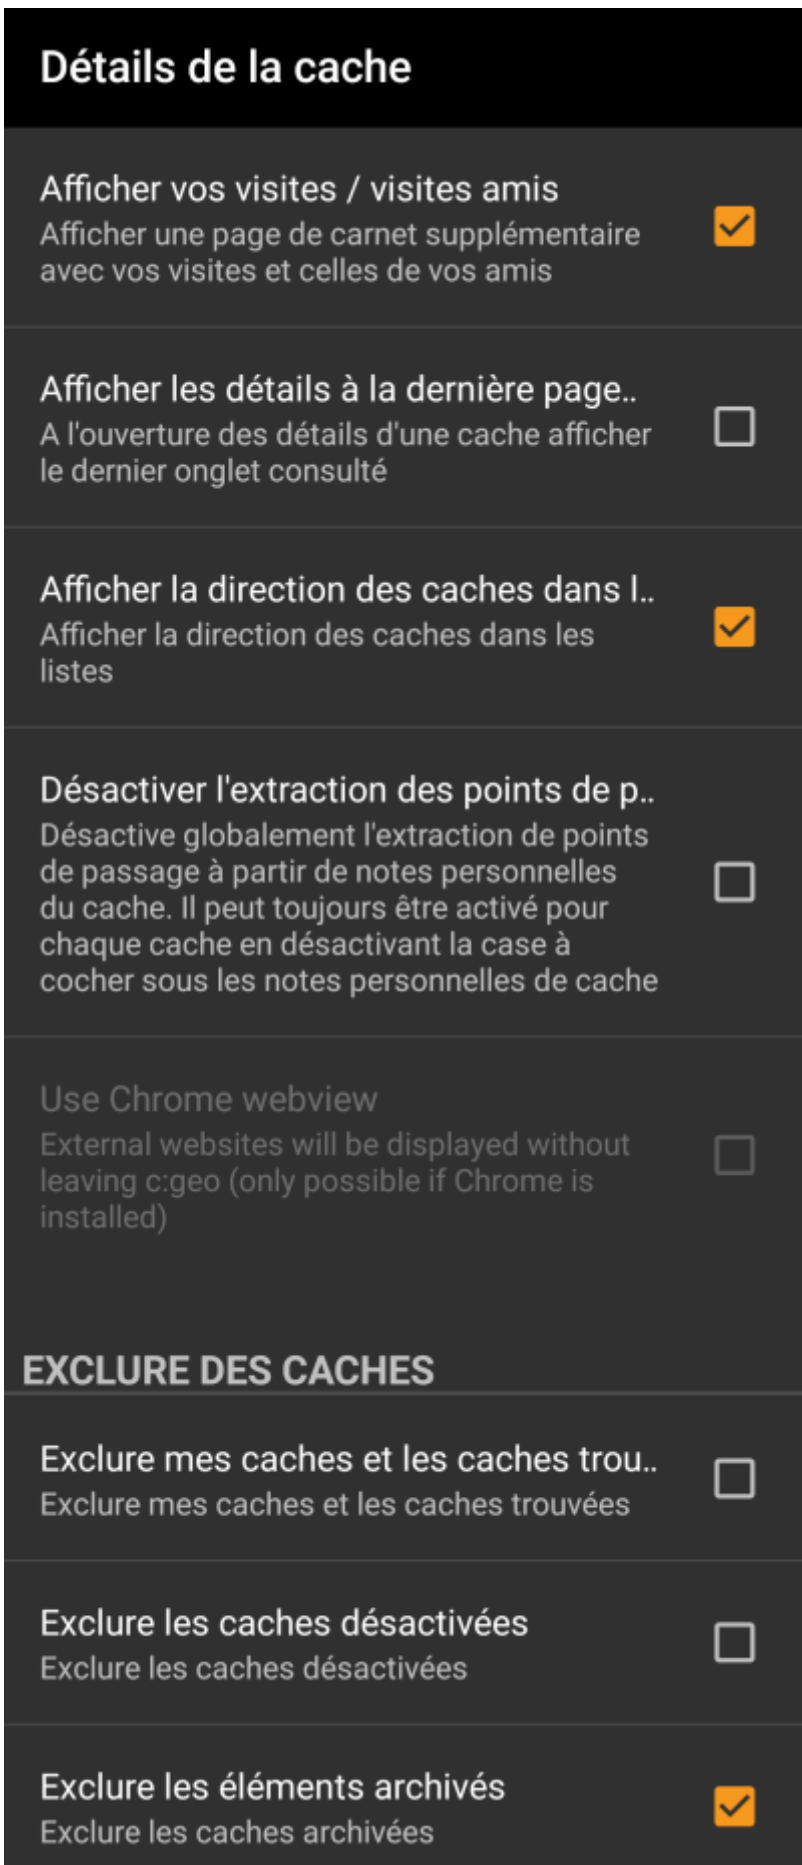 Détails de la cache
Afficher vos visites / visites amis
Afficher une page de carnet supplémentaire
avec vos visites et celles de vos amis
Afficher les détails à la dernière page..
A l'ouverture des détails d'une cache afficher
le dernier onglet consulté
Afficher la direction des caches dans l..
Afficher la direction des caches dans les
listes
Désactiver l'extraction des points de p..
Désactive globalement l'extraction de points
de passage à partir de notes personnelles
du cache. Il peut toujours être activé pour
chaque cache en désactivant la case à
cocher sous les notes personnelles de cache
Use Chrome webview
External websites will be displayed without
leaving c:geo (only possible if Chrome is
installed)
EXCLURE DES CACHES
Exclure mes caches et les caches trou..
Exclure mes caches et les caches trouvées
Exclure les caches désactivées
Exclure les caches désactivées
Exclure les éléments archivés
Exclure les caches archivées